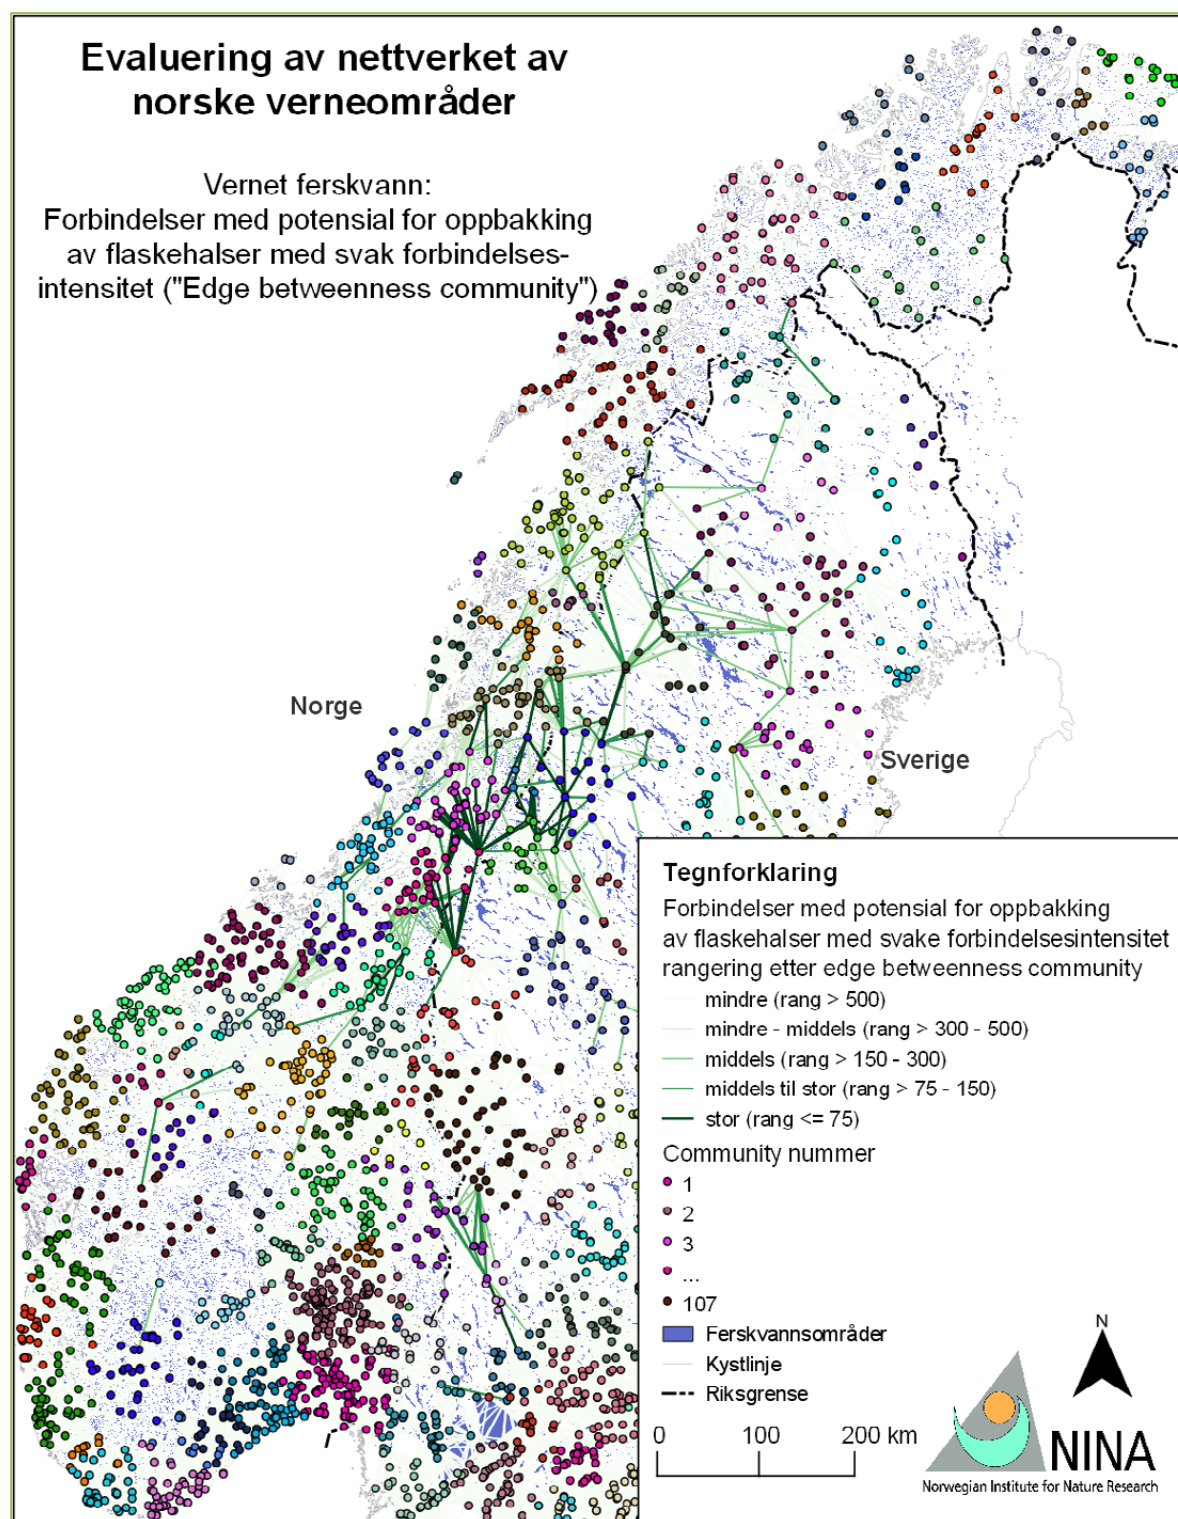 Evaluering av nettverket av
norske verneområder
Vernet ferskvann:
Forbindelser med potensial for oppbakking
av flaskehalser med svak forbindelses-
intensitet ("Edge betweenness community")
Norge
Sverige
Tegnforklaring
Forbindelser med potensial for oppbakking
av flaskehalser med svake forbindelsesintensitet
rangering etter edge betweenness community
mindre (rang > 500)
mindre - middels (rang > 300 - 500)
middels (rang > 150 - 300)
middels til stor (rang > 75 - 150)
stor (rang <= 75)
Community nummer
1
2
3
...
107
Ferskvannsområder
Kystlinje
Riksgrense
0 100 200 km
N
NINA
Norwegian Institute for Nature Research